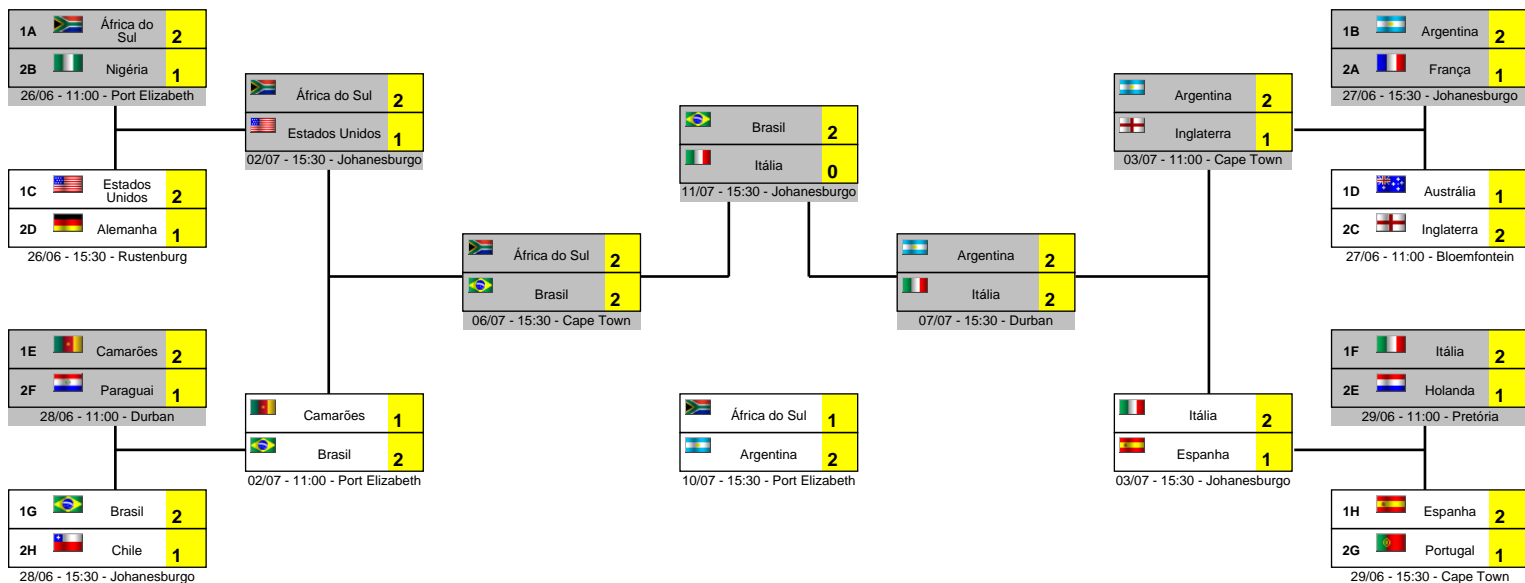 1A África do Sul 2
2B Nigéria 1
26/06 - 11:00 - Port Elizabeth
1C Estados Unidos 2
2D Alemanha 1
26/06 - 15:30 - Rustenburg
1E Camarões 2
2F Paraguai 1
28/06 - 11:00 - Durban
1G Brasil 2
2H Chile 1
28/06 - 15:30 - Johanesburgo
África do Sul 2
Estados Unidos 1
02/07 - 15:30 - Johanesburgo
Camarões 1
Brasil 2
02/07 - 11:00 - Port Elizabeth
África do Sul 2
Brasil 2
06/07 - 15:30 - Cape Town
Brasil 2
Itália 0
11/07 - 15:30 - Johanesburgo
África do Sul 1
Argentina 2
10/07 - 15:30 - Port Elizabeth
Argentina 2
Itália 2
07/07 - 15:30 - Durban
Argentina 2
Inglaterra 1
03/07 - 11:00 - Cape Town
Itália 2
Espanha 1
03/07 - 15:30 - Johanesburgo
1B Argentina 2
2A França 1
27/06 - 15:30 - Johanesburgo
1D Austrália 1
2C Inglaterra 2
27/06 - 11:00 - Bloemfontein
1F Itália 2
2E Holanda 1
29/06 - 11:00 - Pretória
1H Espanha 2
2G Portugal 1
29/06 - 15:30 - Cape Town